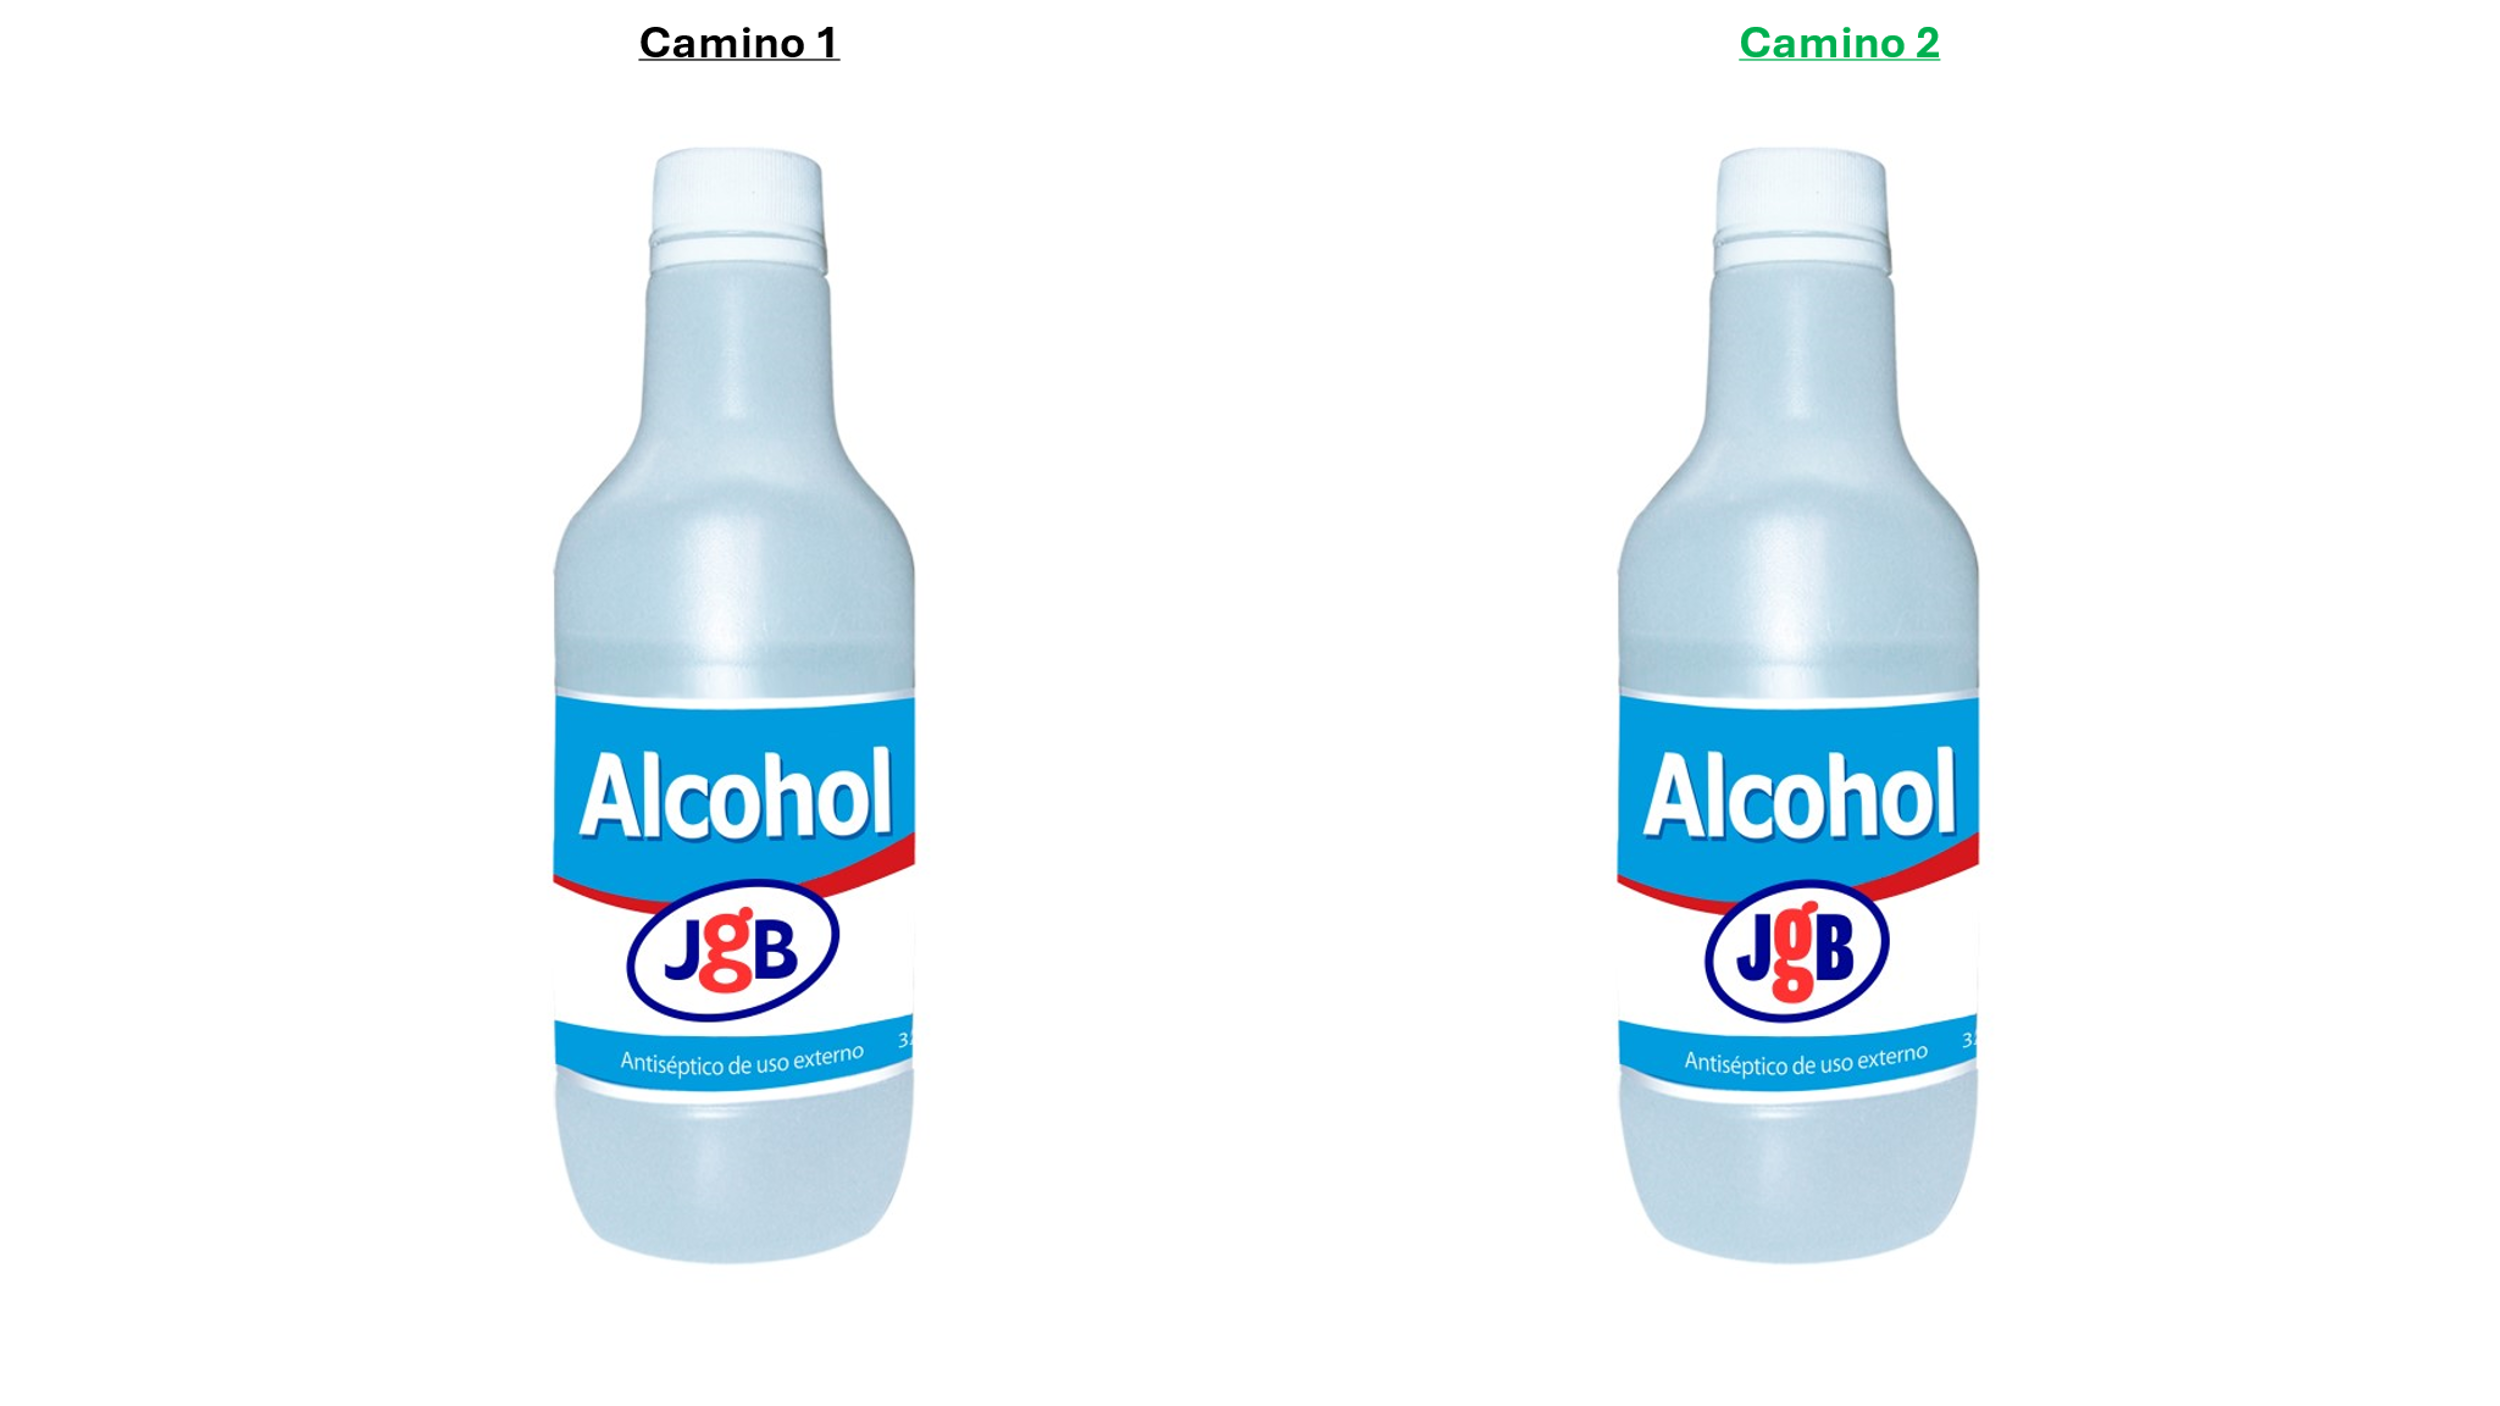 Camino 1
Camino 2
Alcohol
JgB
Antiséptico de uso externo
Alcohol
JgB
Antiséptico de uso externo